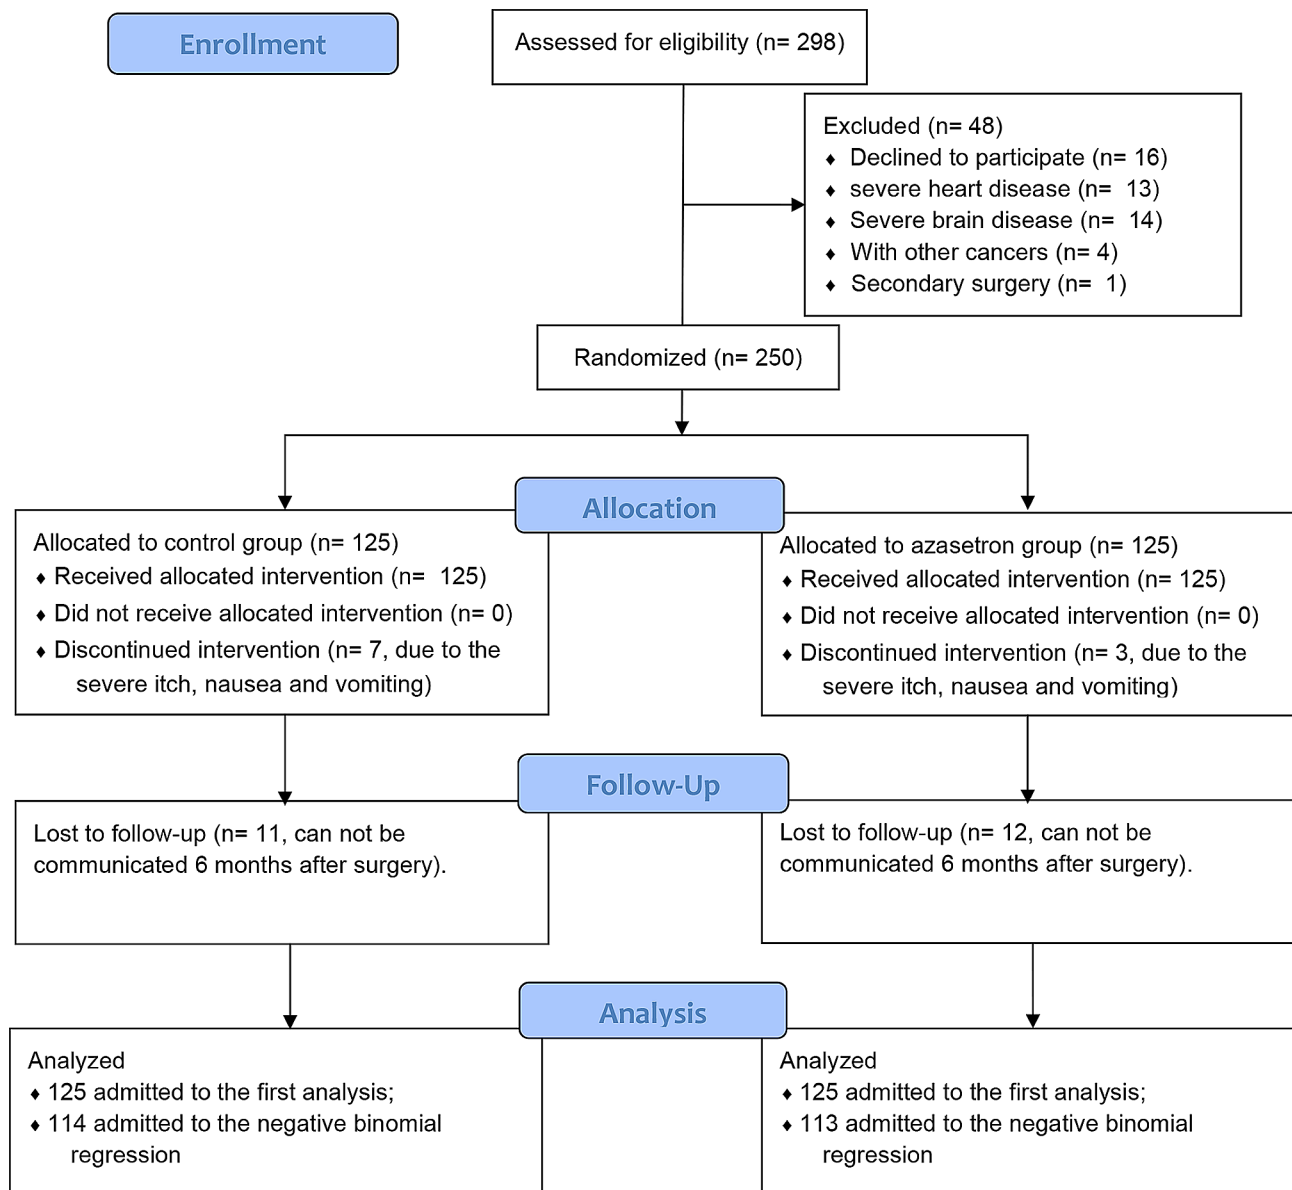 Enrollment
Assessed for eligibility (n= 298)
Excluded (n= 48)
♦ Declined to participate (n= 16)
♦ severe heart disease (n=  13)
♦ Severe brain disease (n=  14)
♦ With other cancers (n= 4)
♦ Secondary surgery (n=  1)
Randomized (n= 250)
Allocation
Allocated to control group (n= 125)
♦ Received allocated intervention (n=  125)
♦ Did not receive allocated intervention (n= 0)
♦ Discontinued intervention (n= 7, due to the
severe itch, nausea and vomiting)
Allocated to azasetron group (n= 125)
♦ Received allocated intervention (n= 125)
♦ Did not receive allocated intervention (n= 0)
♦ Discontinued intervention (n= 3, due to the
severe itch, nausea and vomiting)
Follow-Up
Lost to follow-up (n= 11, can not be
communicated 6 months after surgery).
Lost to follow-up (n= 12, can not be
communicated 6 months after surgery).
Analysis
Analyzed
♦ 125 admitted to the first analysis;
♦ 114 admitted to the negative binomial
regression
Analyzed
♦ 125 admitted to the first analysis;
♦ 113 admitted to the negative binomial
regression